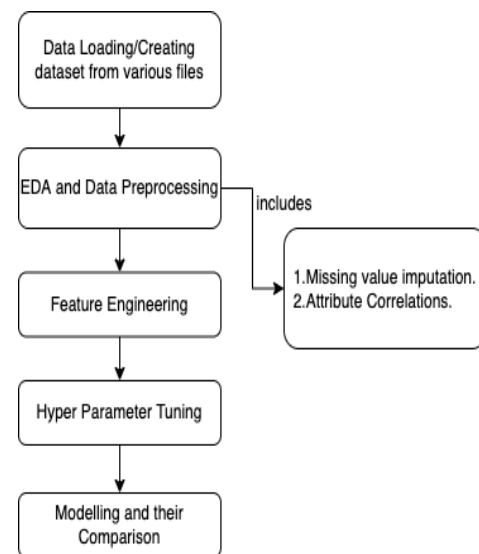 Data Loading/Creating
dataset from various files
EDA and Data Preprocessing
includes
1.Missing value imputation.
2.Attribute Correlations.
Feature Engineering
Hyper Parameter Tuning
Modelling and their
Comparison